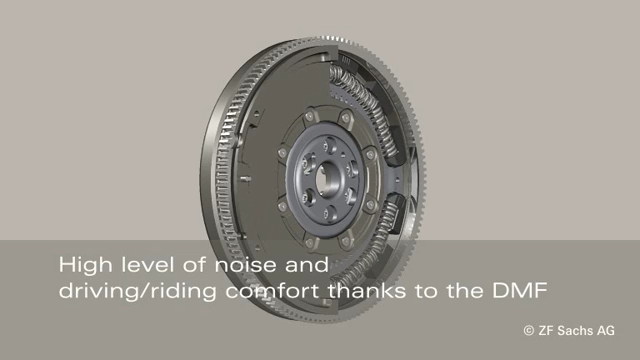 High level of noise and
driving/riding comfort thanks to the DMF
© ZF Sachs AG